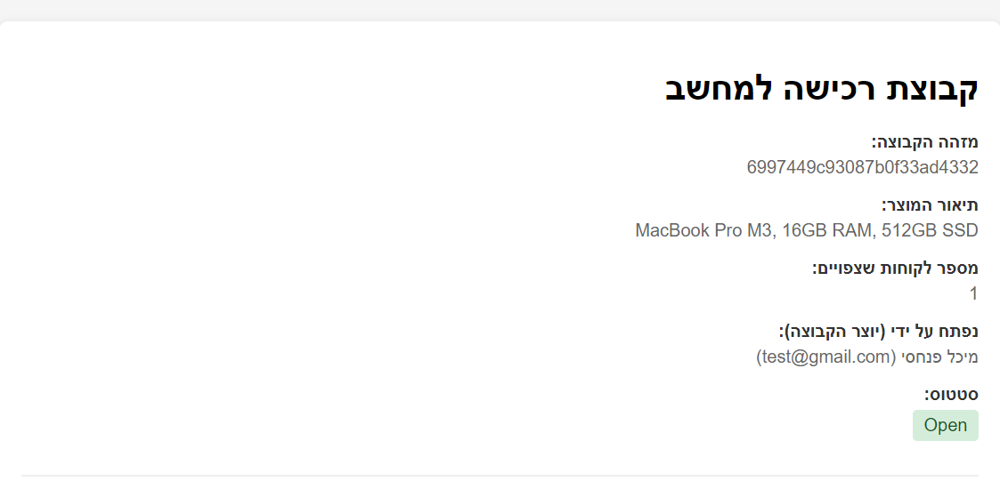 קבוצת רכישה למחשב
מזהה הקבוצה:
6997449c93087b0f33ad4332
תיאור המוצר:
MacBook Pro M3, 16GB RAM, 512GB SSD
מספר לקוחות שצפויים:
1
נפתח על ידי (יוצר הקבוצה):
מיכל פנחסי (test@gmail.com)
סטטוס:
Open